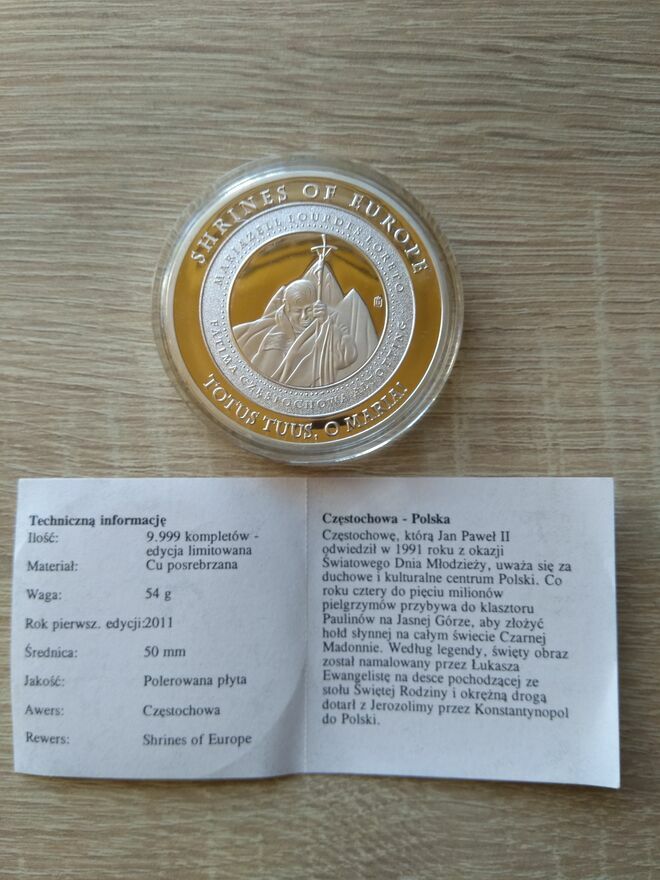 SHRINES OF EUROPE
MARIAZELL LOURDES LORETO
FATIMA CZĘSTOCHOWA ALTÖTTING
TOTUS TUUS, O MARIA!
Techniczną informację
Ilość: 9.999 kompletów -
edycja limitowana
Materiał: Cu posrebrzana
Waga: 54 g
Rok pierwsz. edycji:2011
Średnica: 50 mm
Jakość: Polerowana płyta
Awers: Częstochowa
Rewers: Shrines of Europe
Częstochowa - Polska
Częstochowę, którą Jan Paweł II
odwiedził w 1991 roku z okazji
Światowego Dnia Młodzieży, uważa się za
duchowe i kulturalne centrum Polski. Co
roku cztery do pięciu milionów
pielgrzymów przybywa do klasztoru
Paulinów na Jasnej Górze, aby złożyć
hołd słynnej na całym świecie Czarnej
Madonnie. Według legendy, święty obraz
został namalowany przez Łukasza
Ewangelistę na desce pochodzącej ze
stołu Świętej Rodziny i okrężną drogą
dotarł z Jerozolimy przez Konstantynopol
do Polski.